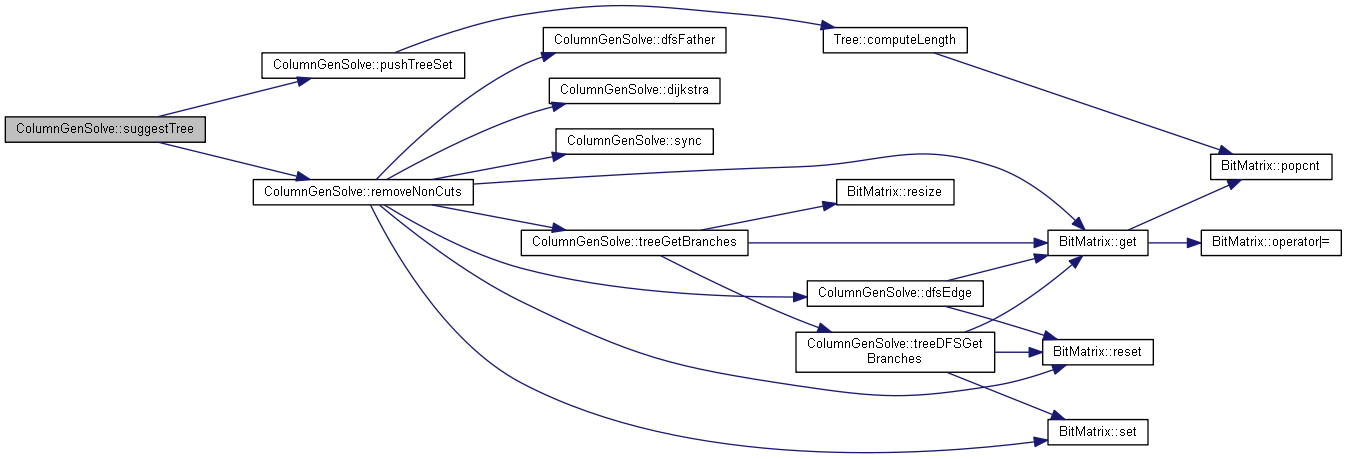 ColumnGenSolve::suggestTree
ColumnGenSolve::pushTreeSet
ColumnGenSolve::removeNonCuts
ColumnGenSolve::dfsFather
ColumnGenSolve::dijkstra
ColumnGenSolve::sync
ColumnGenSolve::treeGetBranches
Tree::computeLength
BitMatrix::resize
ColumnGenSolve::dfsEdge
ColumnGenSolve::treeDFSGet
Branches
BitMatrix::get
BitMatrix::reset
BitMatrix::set
BitMatrix::popcnt
BitMatrix::operator|=